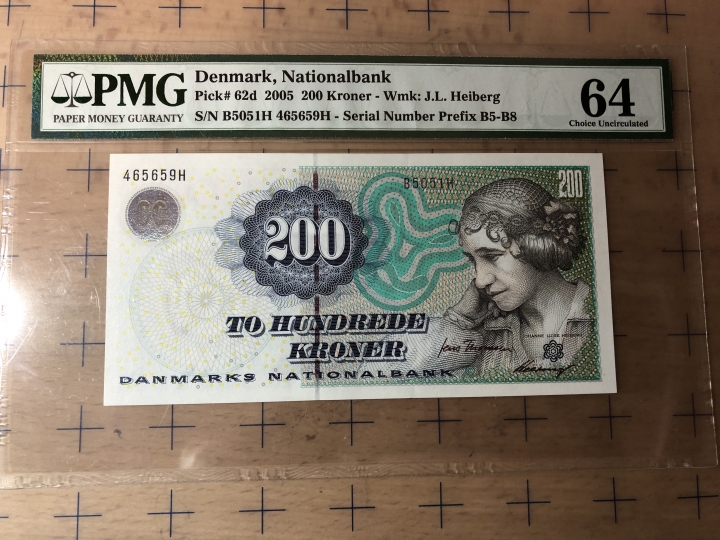 PMG
PAPER MONEY GUARANTY
Denmark, Nationalbank
Pick# 62d 2005 200 Kroner - Wmk: J.L. Heiberg
S/N B5051H 465659H - Serial Number Prefix B5-B8
64
Choice Uncirculated
465659H
B5051H
200
200
TO HUNDREDE
KRONER
DANMARKS NATIONALBANK